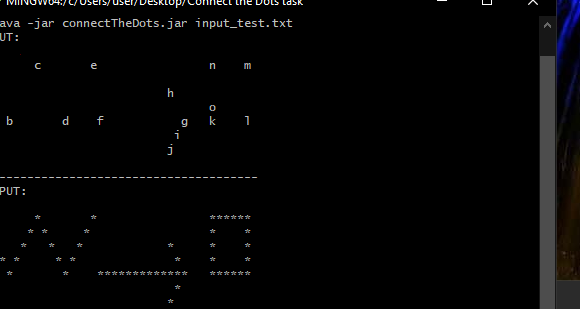 MINGW64:/c/Users/user/Desktop/Connect the Dots task
ava -jar connectTheDots.jar input_test.txt
UT:
     c       e                n    m
                        h
                              o
 b       d    f           g   k    l
                         i
                        j
-------------------------------------
PUT:
     *       *                ******
    * *     *                 *    *
   *   *   *            *     *    *
* *     * *              *    *    *
 *       *    *************   ******
                         *
                        *